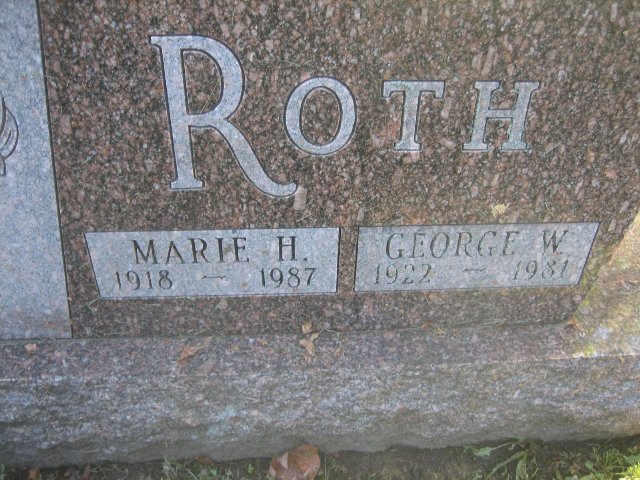 ROTH
MARIE H.
1918 - 1987
GEORGE W.
1922 - 1981